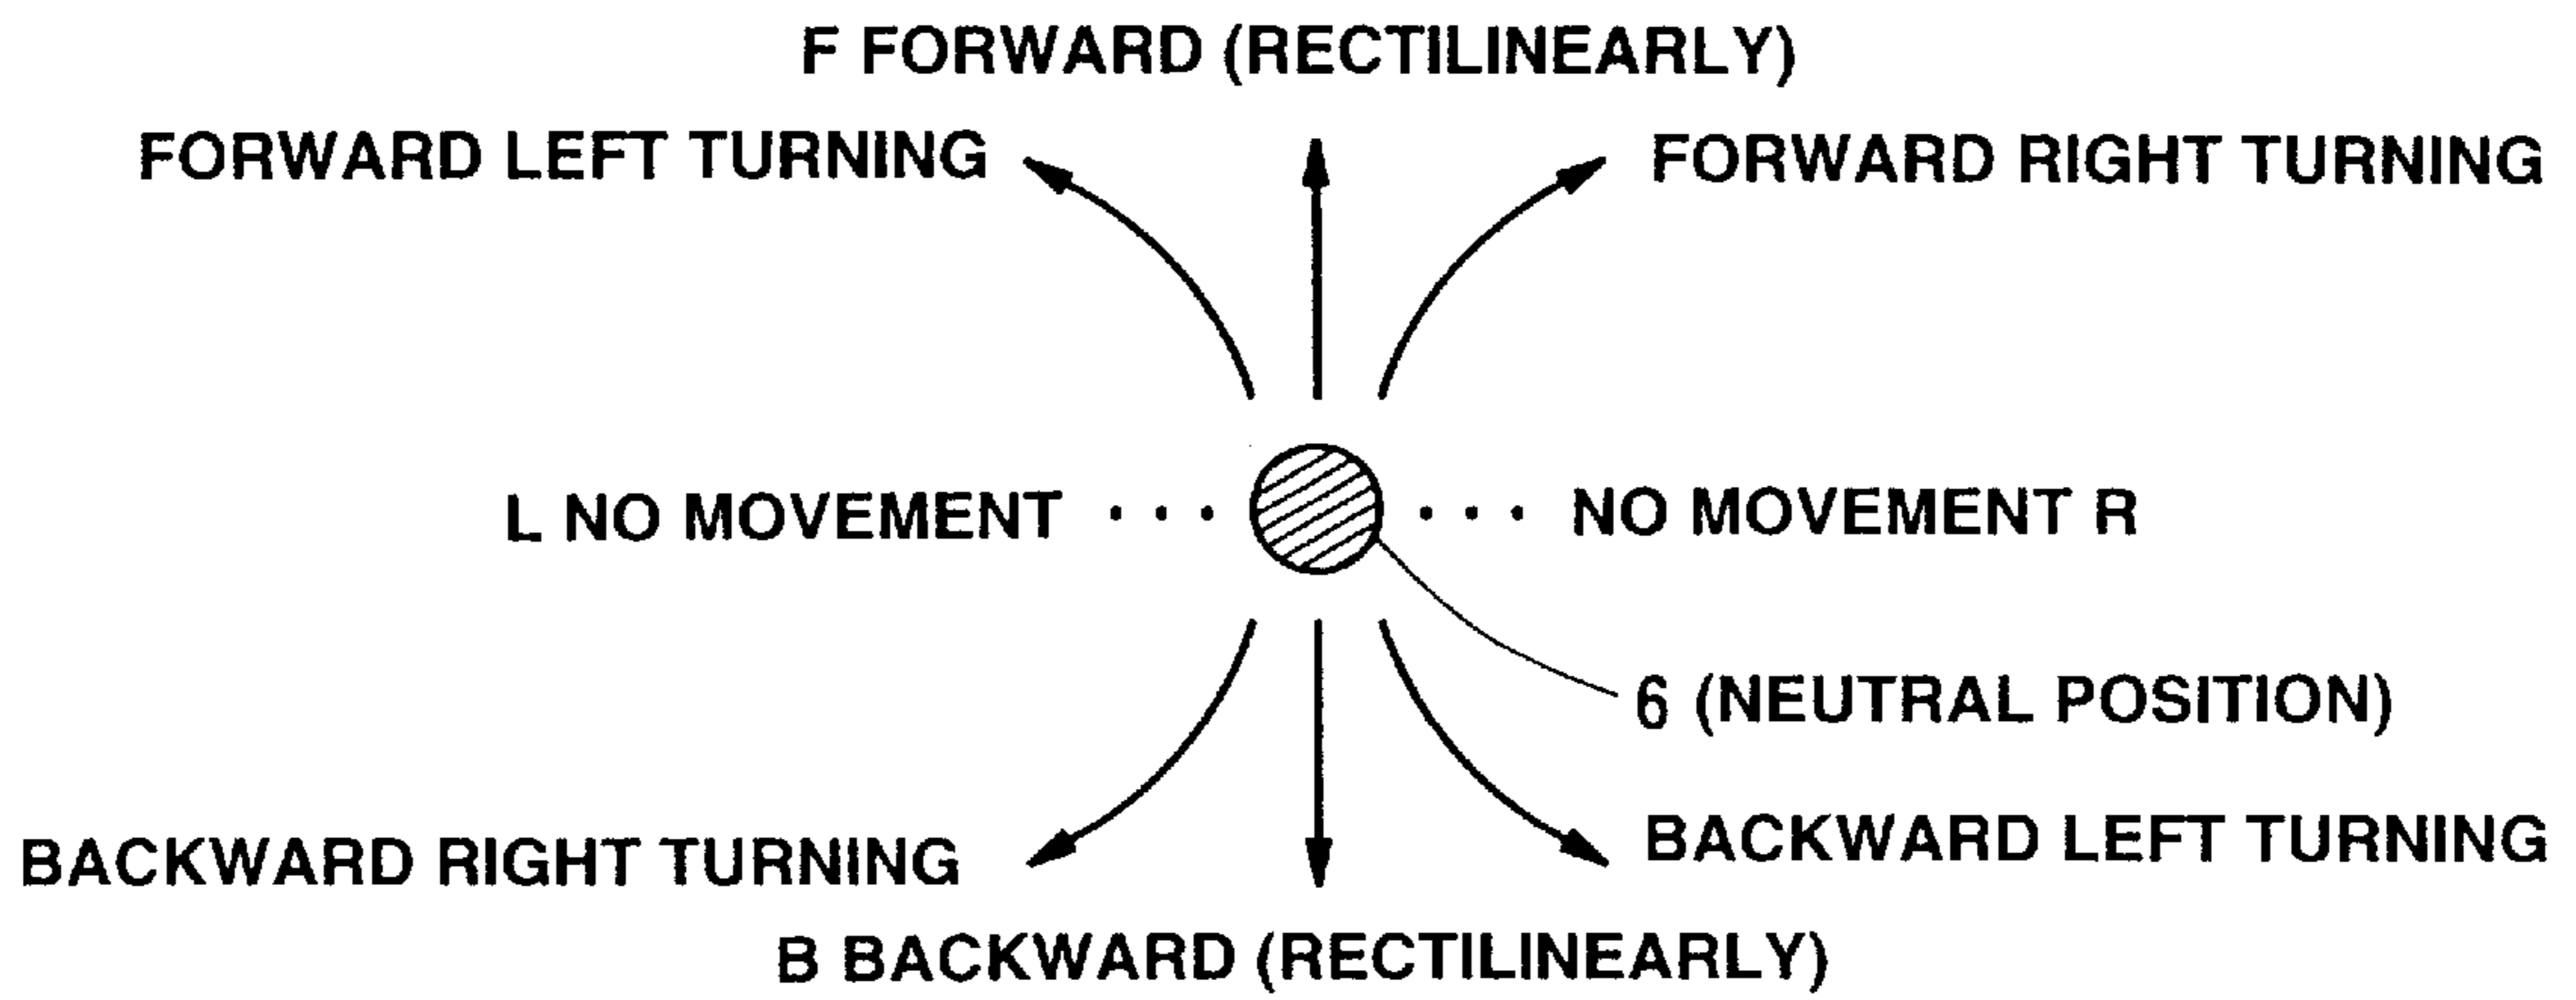 F FORWARD (RECTILINEARLY)
FORWARD LEFT TURNING
FORWARD RIGHT TURNING
L NO MOVEMENT
NO MOVEMENT R
6 (NEUTRAL POSITION)
BACKWARD RIGHT TURNING
BACKWARD LEFT TURNING
B BACKWARD (RECTILINEARLY)